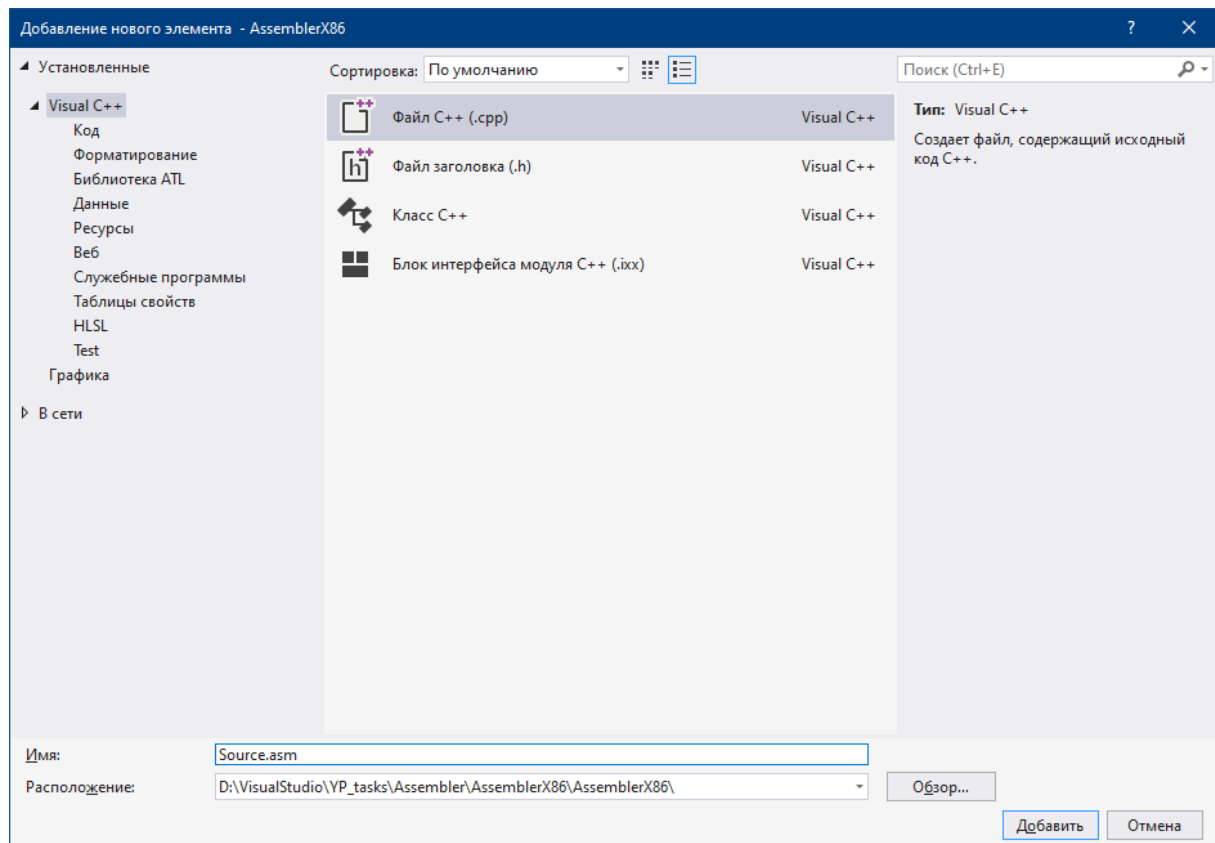 Добавление нового элемента - AssemblerX86
? ×
Установленные
Visual C++
Код
Форматирование
Библиотека ATL
Данные
Ресурсы
Веб
Служебные программы
Таблицы свойств
HLSL
Test
Графика
В сети
Сортировка: По умолчанию
Файл C++ (.cpp) Visual C++
Файл заголовка (.h) Visual C++
Класс C++ Visual C++
Блок интерфейса модуля C++ (.ixx) Visual C++
Поиск (Ctrl+E)
Тип: Visual C++
Создает файл, содержащий исходный
код C++.
Имя: Source.asm
Расположение: D:\VisualStudio\YP_tasks\Assembler\AssemblerX86\AssemblerX86\
Обзор...
Добавить Отмена